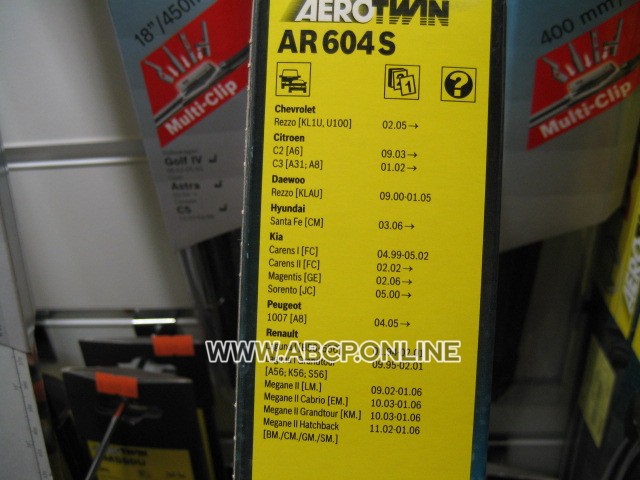 AEROTWIN
AR 604 S
Chevrolet
Rezzo [KL1U, U100] 02.05→
Citroen
C2 [A6] 09.03→
C3 [A31; A8] 01.02→
Daewoo
Rezzo [KLAU] 09.00-01.05
Hyundai
Santa Fe [CM] 03.06→
Kia
Carens I [FC] 04.99-05.02
Carens II [FC] 02.02→
Magentis [GE] 02.06→
Sorento [JC] 05.00→
Peugeot
1007 [A8] 04.05→
Renault
WWW.ABCP.ONLINE
Grandtour 09.95-02.01
[A56; K56; S56]
Megane II [LM.] 09.02-01.06
Megane II Cabrio [EM.] 10.03-01.06
Megane II Grandtour [KM.] 10.03-01.06
Megane II Hatchback 11.02-01.06
[BM./CM./GM./SM.]
18"/450m
Multi-Clip
Golf IV
Astra
C5
400 mm/
Multi-Clip